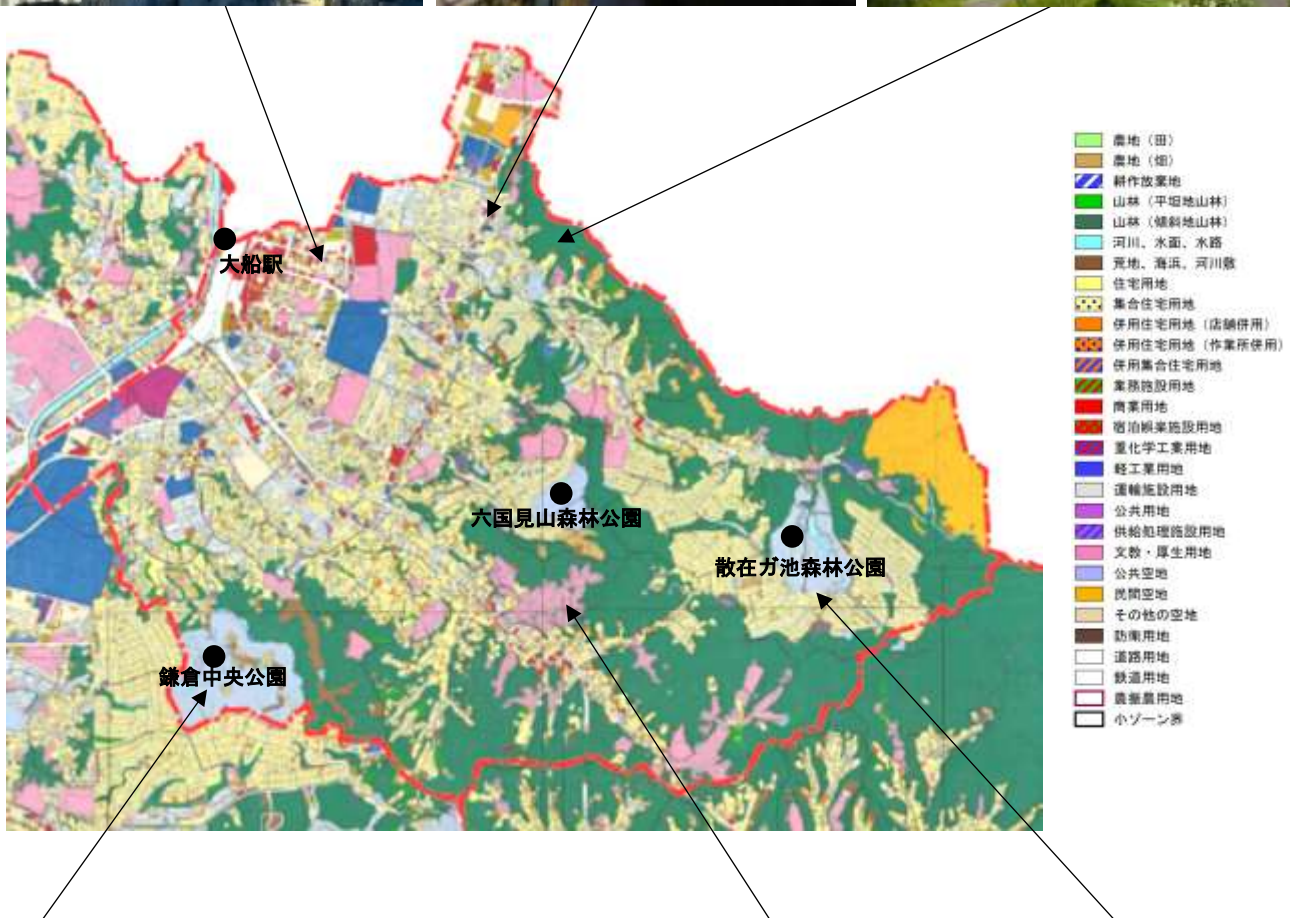 大船駅
六国見山森林公園
散在ガ池森林公園
鎌倉中央公園
農地（田）
農地（畑）
耕作放棄地
山林（平坦地山林）
山林（傾斜地山林）
河川、水面、水路
荒地、海浜、河川敷
住宅用地
集合住宅用地
併用住宅用地（店舗併用）
併用住宅用地（作業所併用）
併用集合住宅用地
業務施設用地
商業用地
宿泊娯楽施設用地
重化学工業用地
軽工業用地
運輸施設用地
公共用地
供給処理施設用地
文教・厚生用地
公共空地
民間空地
その他の空地
防衛用地
道路用地
鉄道用地
農振農用地
小ゾーン界